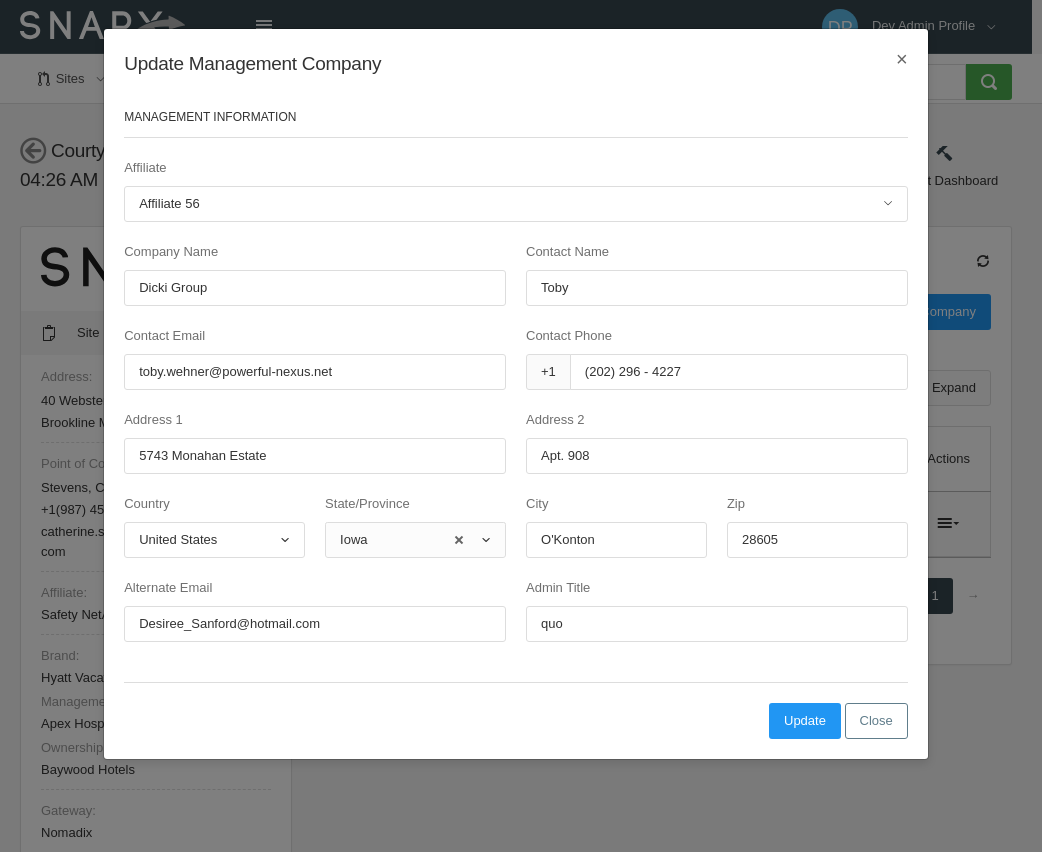 Dev Admin Profile
Sites
Courty
04:26 AM
t Dashboard
Update Management Company
×
MANAGEMENT INFORMATION
Affiliate
Affiliate 56
Company Name
Contact Name
Dicki Group
Toby
Contact Email
Contact Phone
toby.wehner@powerful-nexus.net
+1
(202) 296 - 4227
Address 1
Address 2
5743 Monahan Estate
Apt. 908
Country
State/Province
City
Zip
United States
Iowa
O'Konton
28605
Alternate Email
Admin Title
Desiree_Sanford@hotmail.com
quo
Update
Close
Site
Address:
40 Webste
Brookline M
Point of Co
Stevens, C
+1(987) 45
catherine.s
com
Affiliate:
Safety Net
Brand:
Hyatt Vaca
Manageme
Apex Hosp
Ownership
Baywood Hotels
Gateway:
Nomadix
ompany
Expand
Actions
1
→